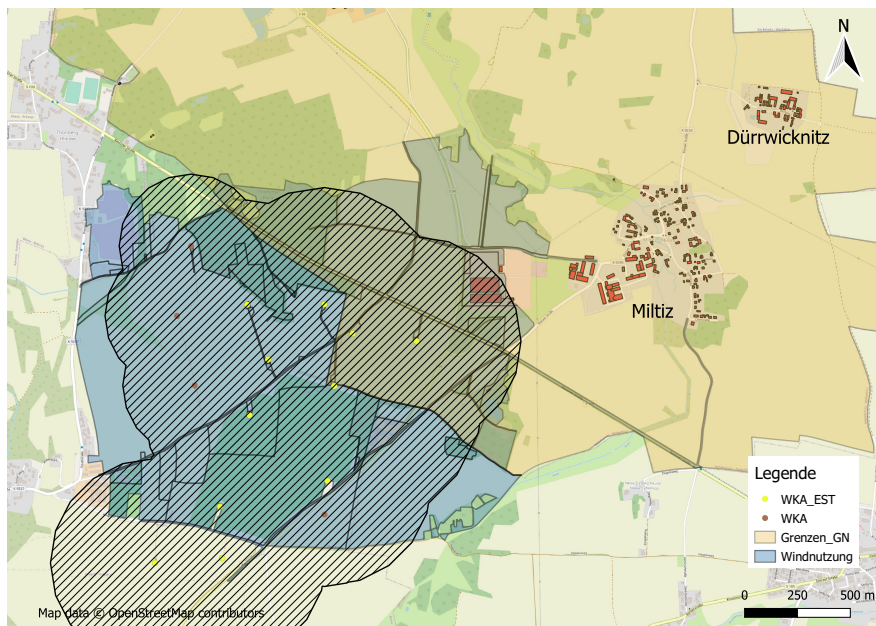 N
Dürrwicknitz
Miltiz
Legende
WKA_EST
WKA
Grenzen_GN
Windnutzung
0 250 500 m
Map data © OpenStreetMap contributors